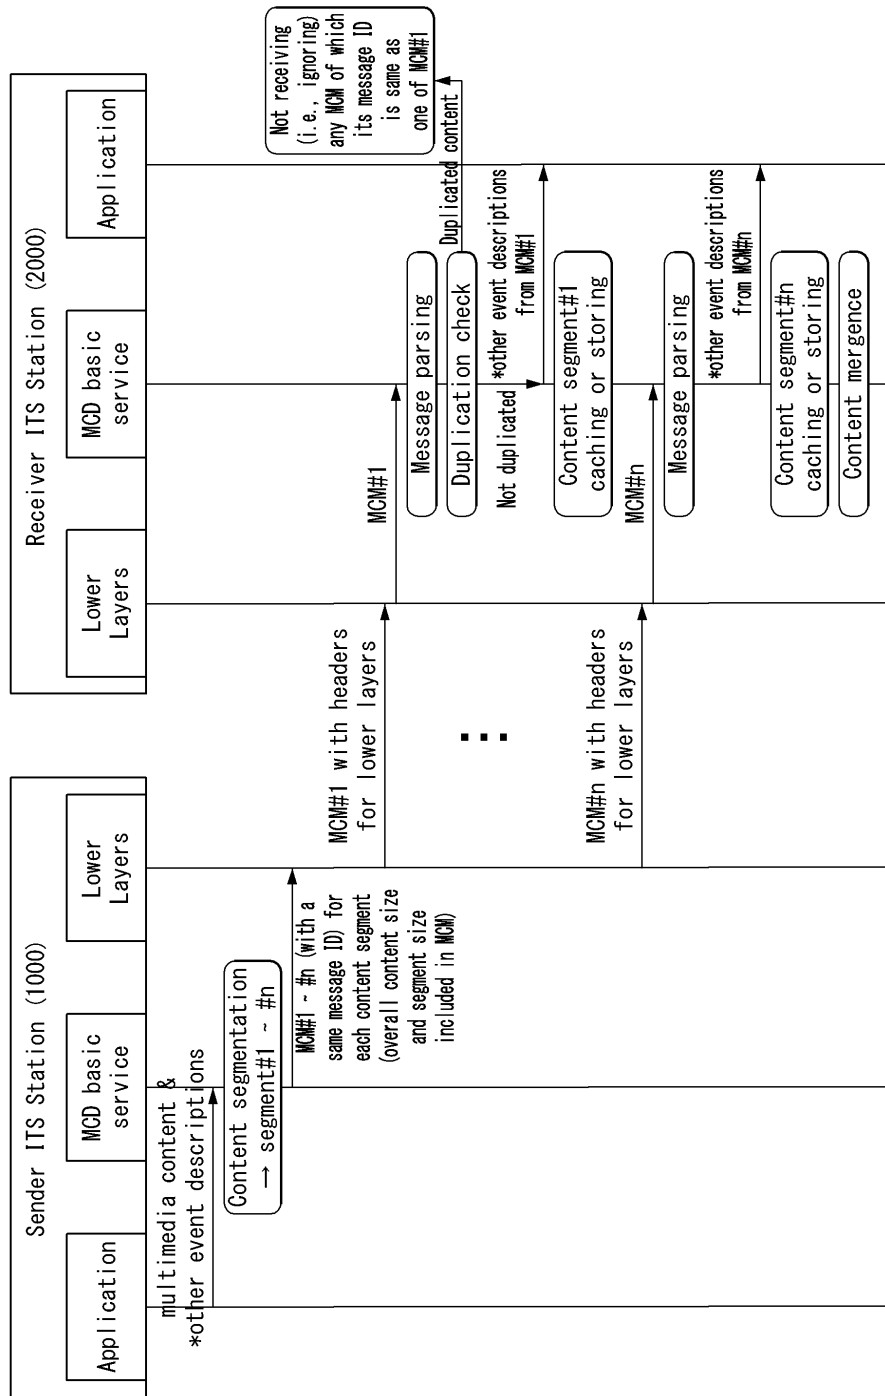 Sender ITS Station (1000)
Application
MCD basic
service
Lower
Layers
Receiver ITS Station (2000)
Lower
Layers
MCD basic
service
Application
multimedia content &
*other event descriptions
Content segmentation
→ segment#1 ~ #n
MCM#1 ~ #n (with a
same message ID) for
each content segment
(overall content size
and segment size
included in MCM)
MCM#1 with headers
for lower layers
MCM#1
Message parsing
Duplication check
Duplicated content
Not receiving
(i.e., ignoring)
any MCM of which
its message ID
is same as
one of MCM#1
Not duplicated
*other event descriptions
from MCM#1
Content segment#1
caching or storing
...
MCM#n with headers
for lower layers
MCM#n
Message parsing
*other event descriptions
from MCM#n
Content segment#n
caching or storing
Content mergence